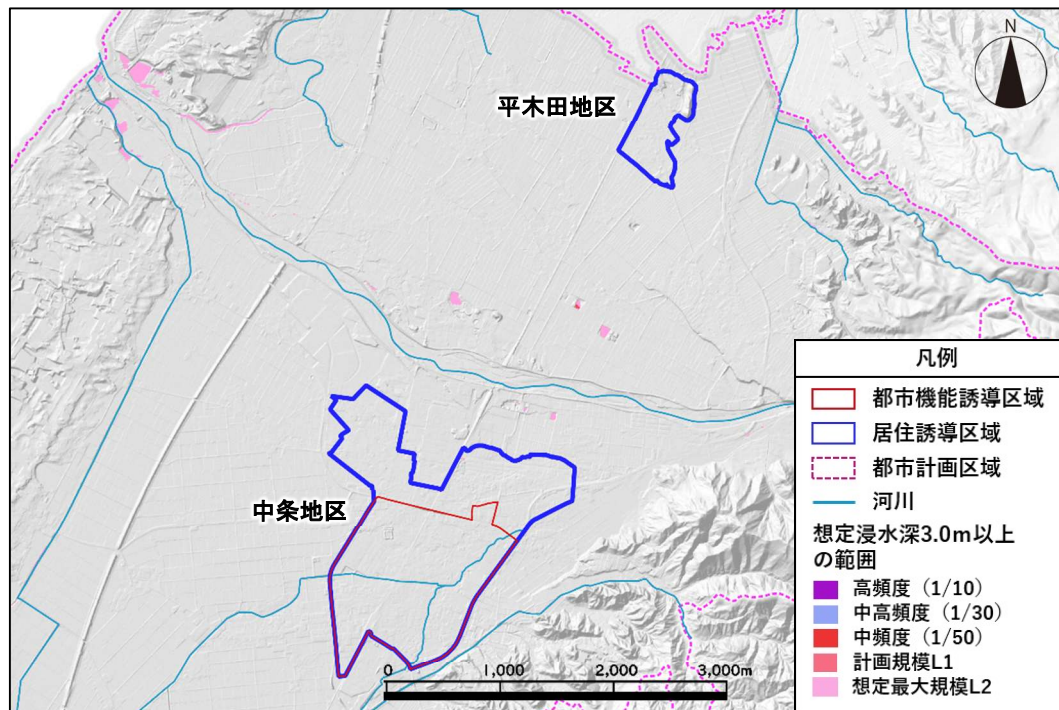 N
平木田地区
中条地区
凡例
都市機能誘導区域
居住誘導区域
都市計画区域
河川
想定浸水深3.0m以上
の範囲
高頻度（1/10）
中高頻度（1/30）
中頻度（1/50）
計画規模L1
想定最大規模L2
0 1,000 2,000 3,000m